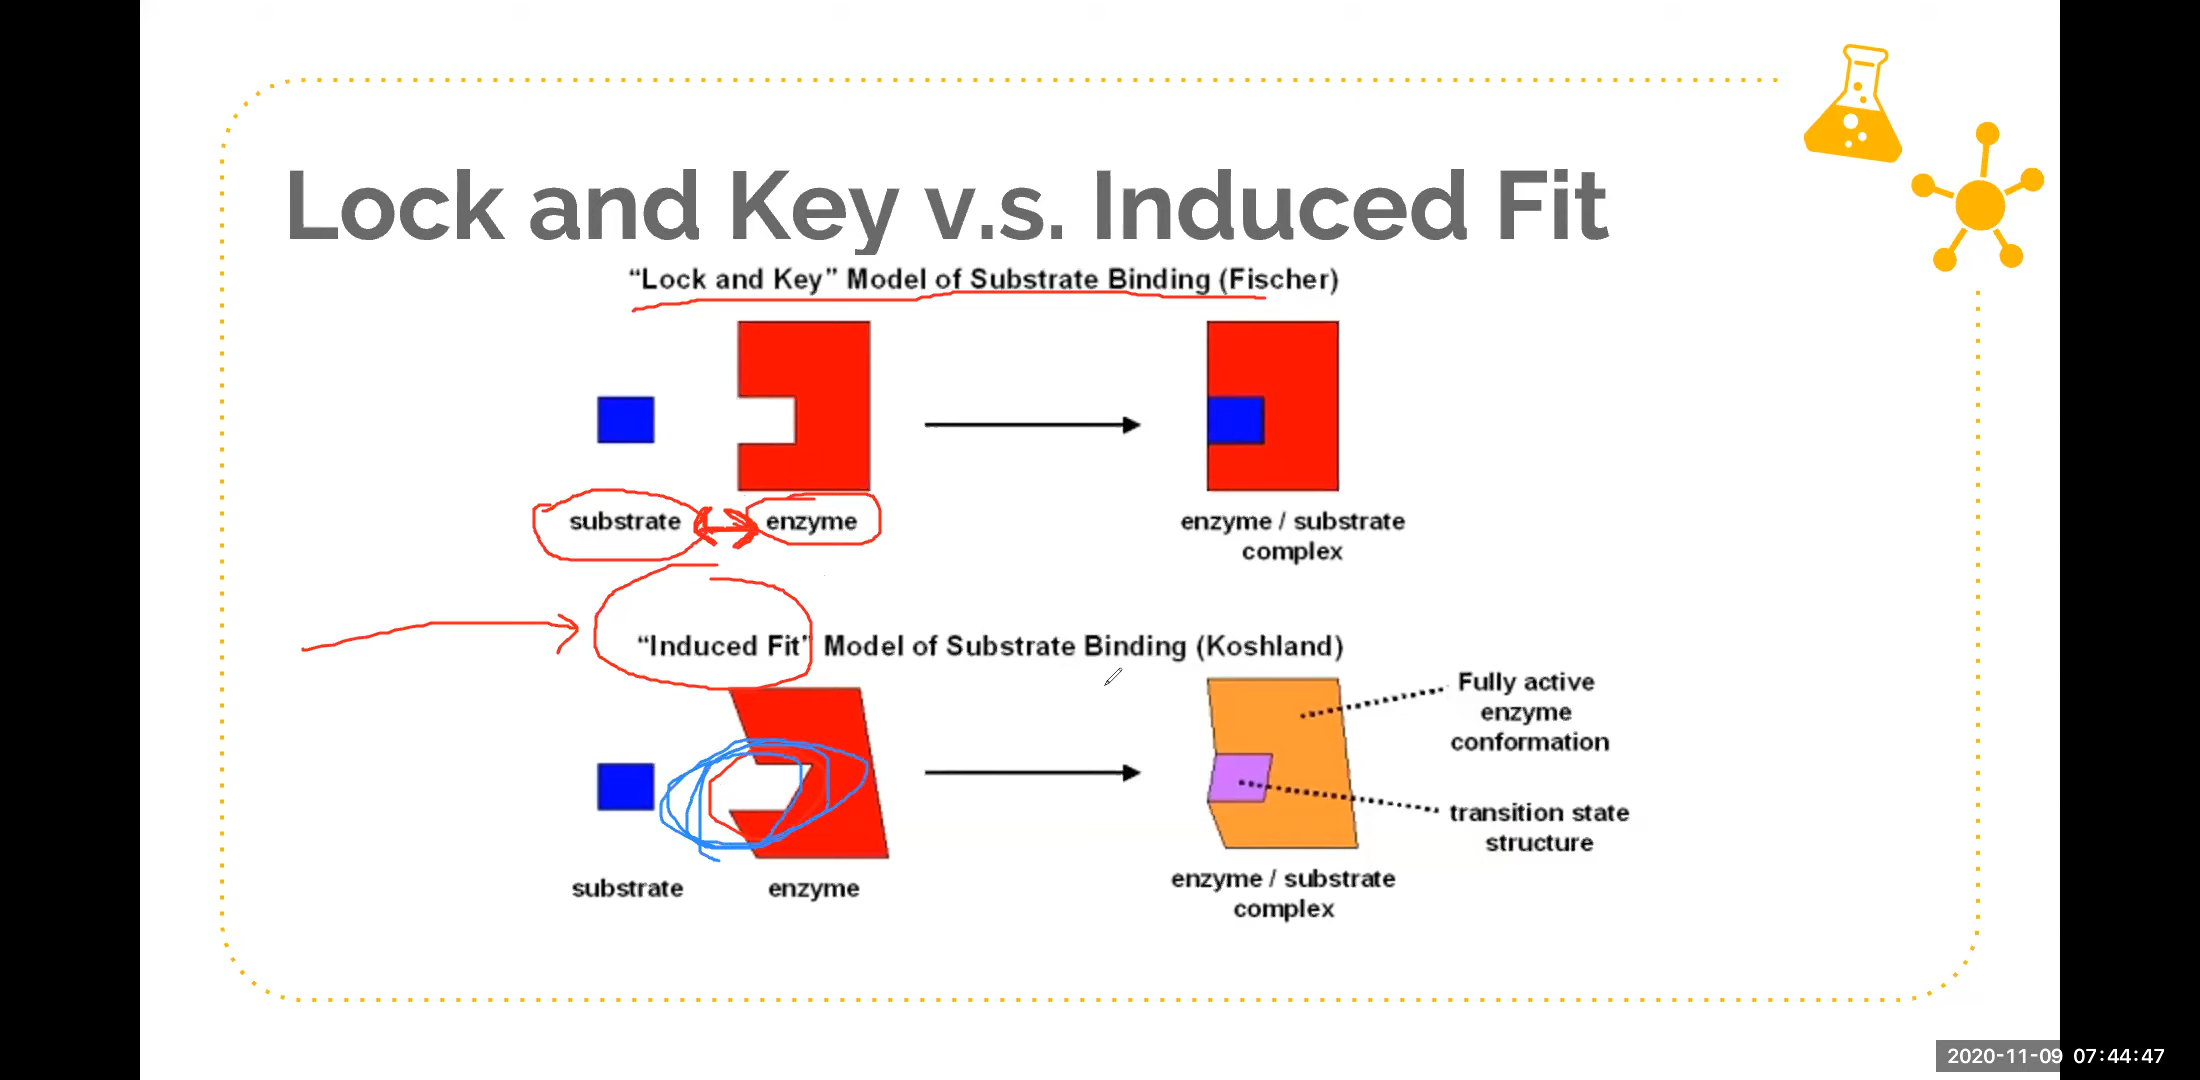 Lock and Key v.s. Induced Fit
“Lock and Key” Model of Substrate Binding (Fischer)
substrate
enzyme
enzyme / substrate
complex
“Induced Fit” Model of Substrate Binding (Koshland)
Fully active
enzyme
conformation
transition state
structure
substrate
enzyme
enzyme / substrate
complex
2020-11-09 07:44:47